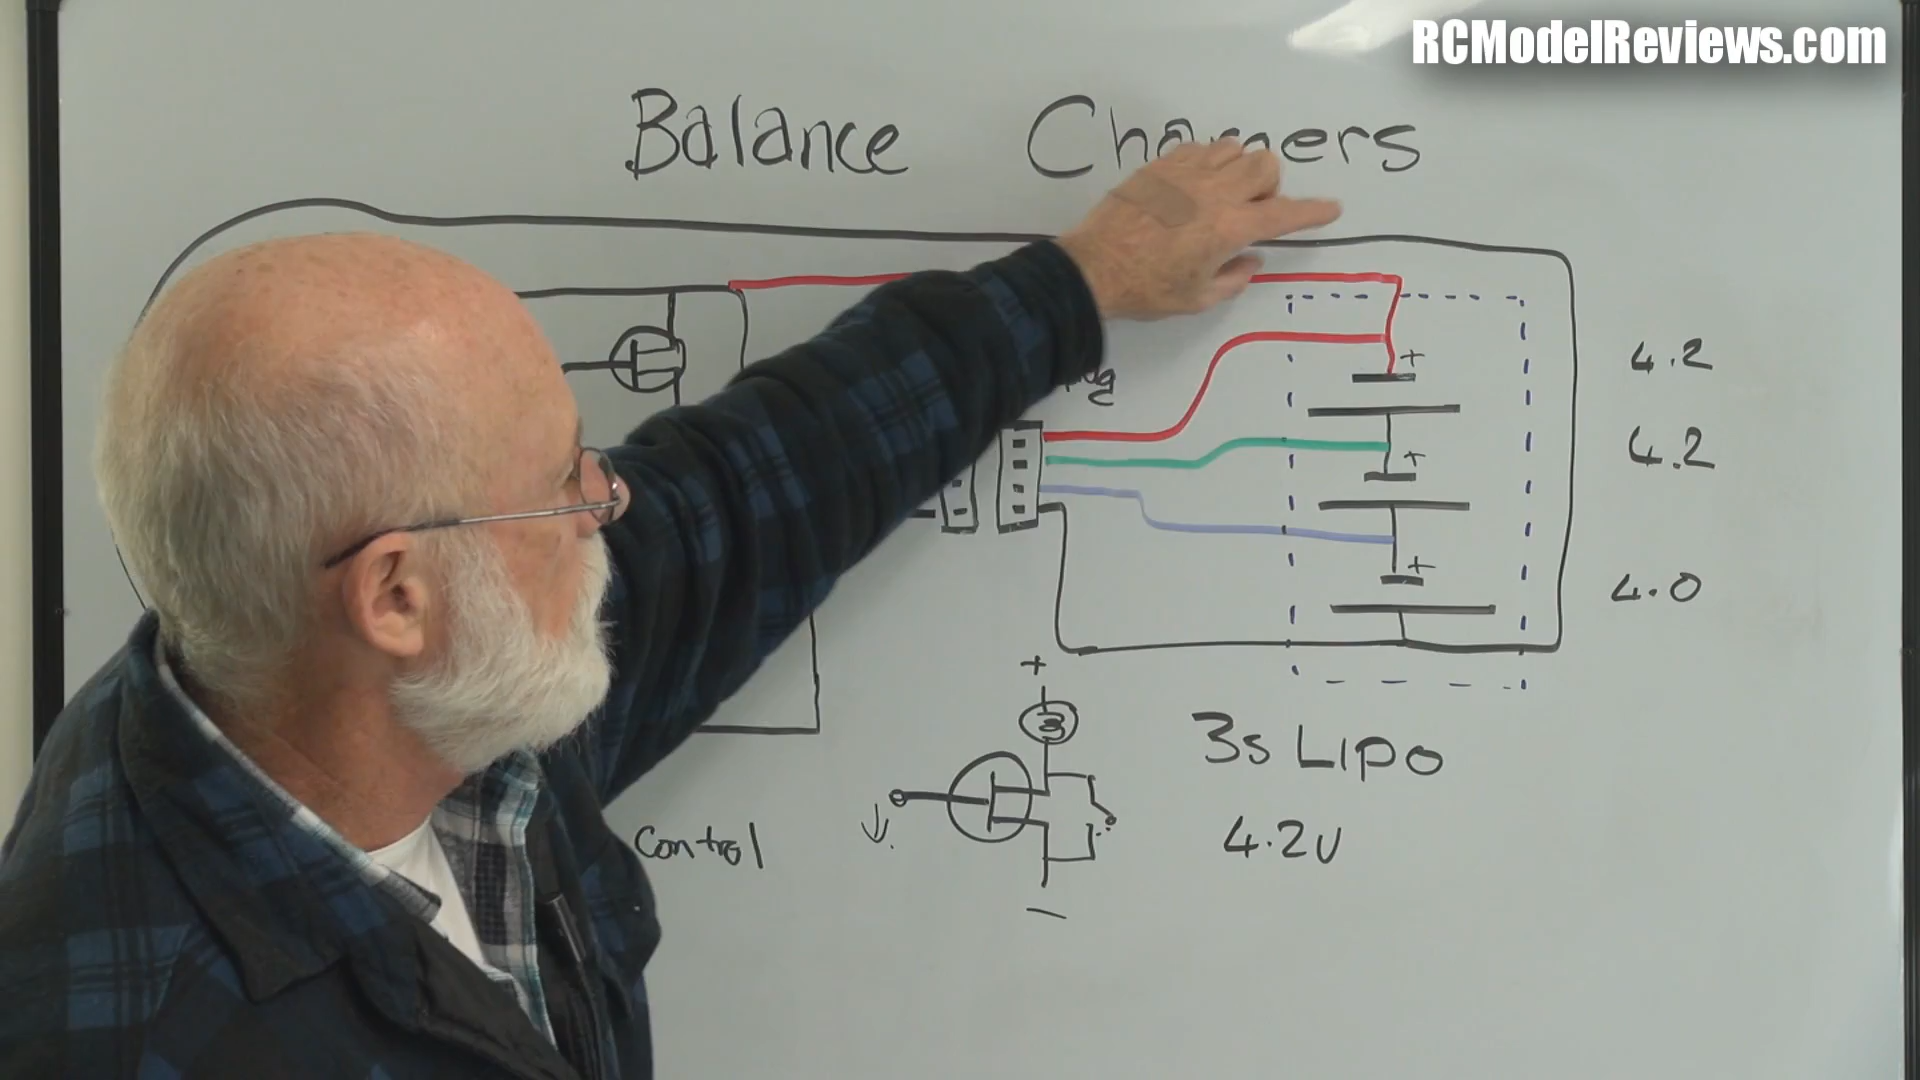 RCModelReviews.com
Balance Chargers
+
4.2
+
4.2
+
4.0
+
3s LiPo
Control
4.2v